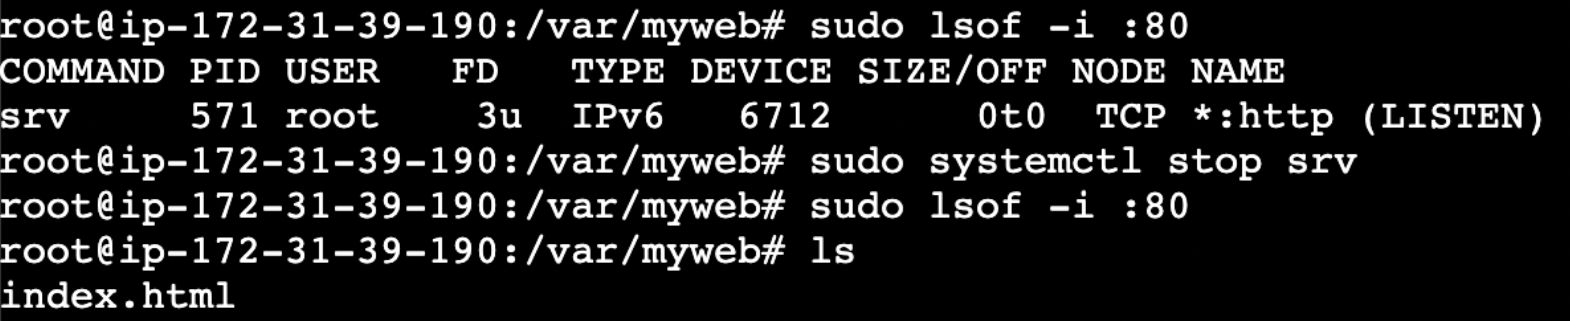 root@ip-172-31-39-190:/var/myweb# sudo lsof -i :80
COMMAND PID USER   FD   TYPE DEVICE SIZE/OFF NODE NAME
srv     571 root    3u  IPv6   6712      0t0  TCP *:http (LISTEN)
root@ip-172-31-39-190:/var/myweb# sudo systemctl stop srv
root@ip-172-31-39-190:/var/myweb# sudo lsof -i :80
root@ip-172-31-39-190:/var/myweb# ls
index.html